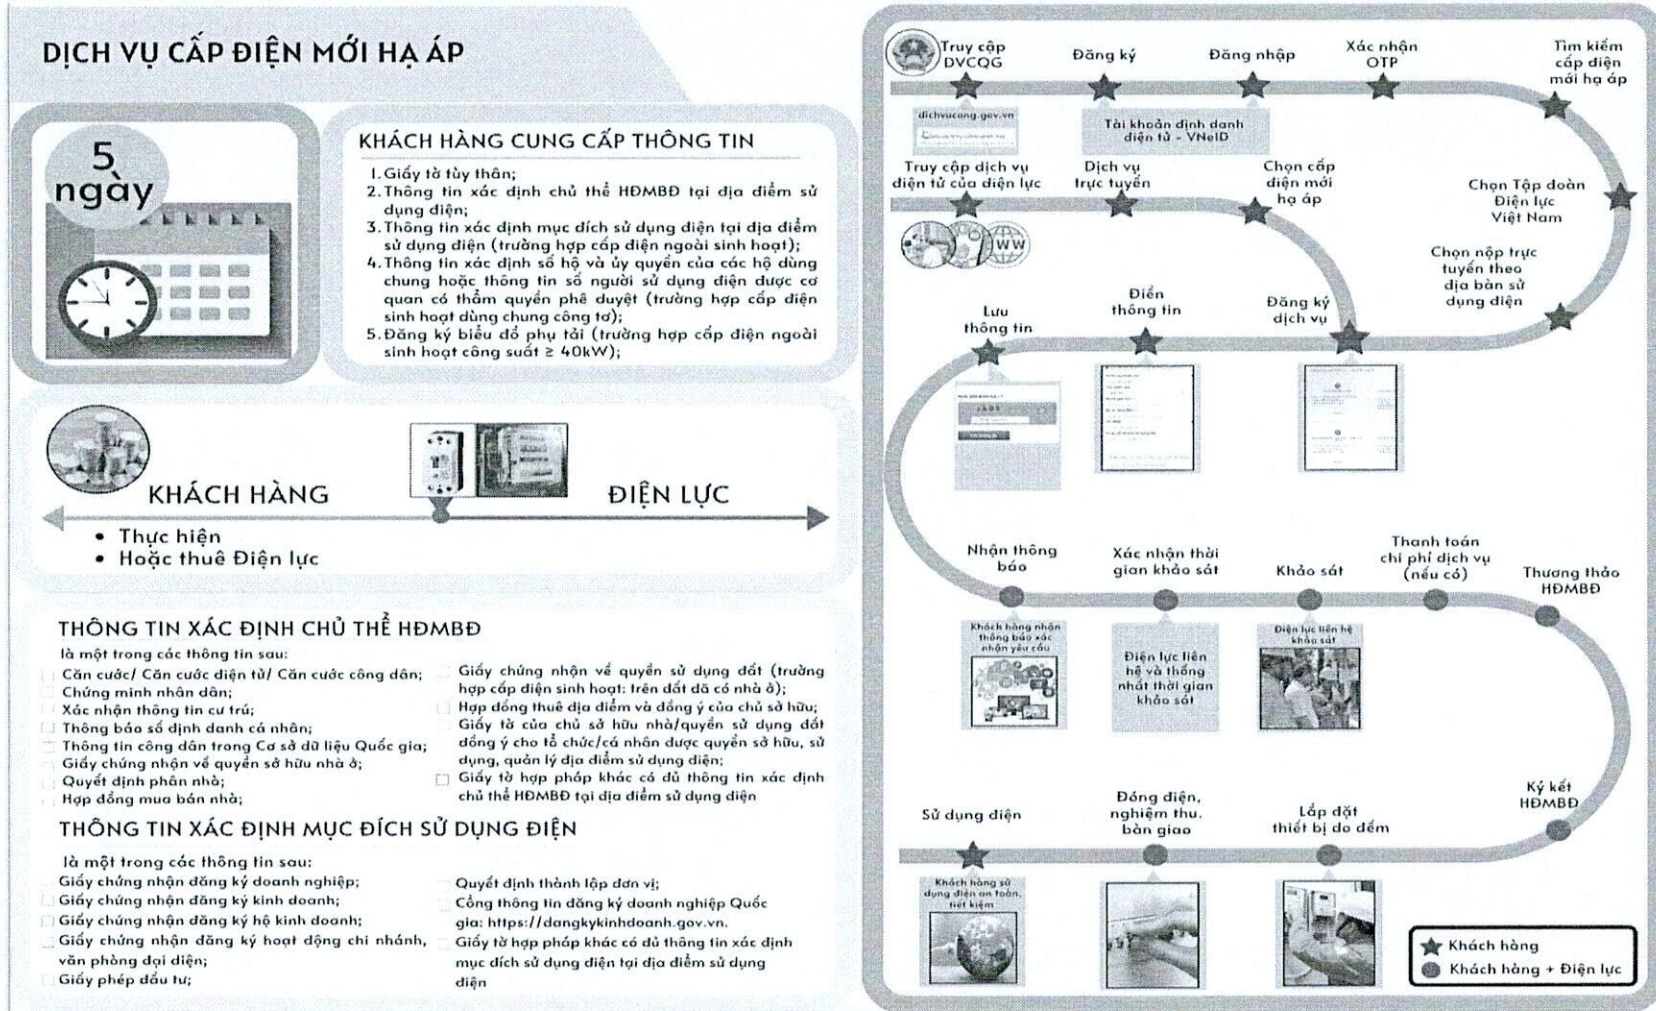 DỊCH VỤ CẤP ĐIỆN MỚI HẠ ÁP
5
ngày
KHÁCH HÀNG CUNG CẤP THÔNG TIN
1. Giấy tờ tùy thân;
2. Thông tin xác định chủ thể HĐMBĐ tại địa điểm sử
dụng điện;
3. Thông tin xác định mục đích sử dụng điện tại địa điểm
sử dụng điện (trường hợp cấp điện ngoài sinh hoạt);
4. Thông tin xác định số hộ và ủy quyền của các hộ dùng
chung hoặc thông tin số người sử dụng điện được cơ
quan có thẩm quyền phê duyệt (trường hợp cấp điện
sinh hoạt dùng chung công tơ);
5. Đăng ký biểu đồ phụ tải (trường hợp cấp điện ngoài
sinh hoạt công suất ≥ 40kW);
KHÁCH HÀNG
ĐIỆN LỰC
• Thực hiện
• Hoặc thuê Điện lực
THÔNG TIN XÁC ĐỊNH CHỦ THỂ HĐMBĐ
là một trong các thông tin sau:
Căn cước/ Căn cước điện tử/ Căn cước công dân;
Chứng minh nhân dân;
Xác nhận thông tin cư trú;
Thông báo số định danh cá nhân;
Thông tin công dân trong Cơ sở dữ liệu Quốc gia;
Giấy chứng nhận về quyền sở hữu nhà ở;
Quyết định phân nhà;
Hợp đồng mua bán nhà;
Giấy chứng nhận về quyền sử dụng đất (trường
hợp cấp điện sinh hoạt: trên đất đã có nhà ở);
Hợp đồng thuê địa điểm và đồng ý của chủ sở hữu;
Giấy tờ của chủ sở hữu nhà/quyền sử dụng đất
đồng ý cho tổ chức/cá nhân được quyền sở hữu, sử
dụng, quản lý địa điểm sử dụng điện;
Giấy tờ hợp pháp khác có đủ thông tin xác định
chủ thể HĐMBĐ tại địa điểm sử dụng điện
THÔNG TIN XÁC ĐỊNH MỤC ĐÍCH SỬ DỤNG ĐIỆN
là một trong các thông tin sau:
Giấy chứng nhận đăng ký doanh nghiệp;
Giấy chứng nhận đăng ký kinh doanh;
Giấy chứng nhận đăng ký hộ kinh doanh;
Giấy chứng nhận đăng ký hoạt động chi nhánh,
văn phòng đại diện;
Giấy phép đầu tư;
Quyết định thành lập đơn vị;
Cổng thông tin đăng ký doanh nghiệp Quốc
gia: https://dangkykinhdoanh.gov.vn.
Giấy tờ hợp pháp khác có đủ thông tin xác định
mục đích sử dụng điện tại địa điểm sử dụng
điện
Truy cập
DVCQG
Đăng ký
Đăng nhập
Xác nhận
OTP
Tìm kiếm
cấp điện
mới hạ áp
dichvucong.gov.vn
Tài khoản định danh
điện tử - VNeID
Truy cập dịch vụ
điện tử của điện lực
Dịch vụ
trực tuyến
Chọn cấp
điện mới
hạ áp
Chọn Tập đoàn
Điện lực
Việt Nam
WW
Chọn nộp trực
tuyến theo
địa bàn sử
dụng điện
Lưu
thông tin
Điền
thông tin
Đăng ký
dịch vụ
Nhận thông
báo
Xác nhận thời
gian khảo sát
Khảo sát
Thanh toán
chi phí dịch vụ
(nếu có)
Thương thảo
HĐMBĐ
Khách hàng nhận
thông báo xác
nhận yêu cầu
Điện lực liên
hệ và thống
nhất thời gian
khảo sát
Điện lực liên hệ
khảo sát
Ký kết
HĐMBĐ
Sử dụng điện
Đóng điện,
nghiệm thu.
bàn giao
Lắp đặt
thiết bị đo đếm
Khách hàng sử
dụng điện an toàn,
tiết kiệm
Khách hàng
Khách hàng + Điện lực